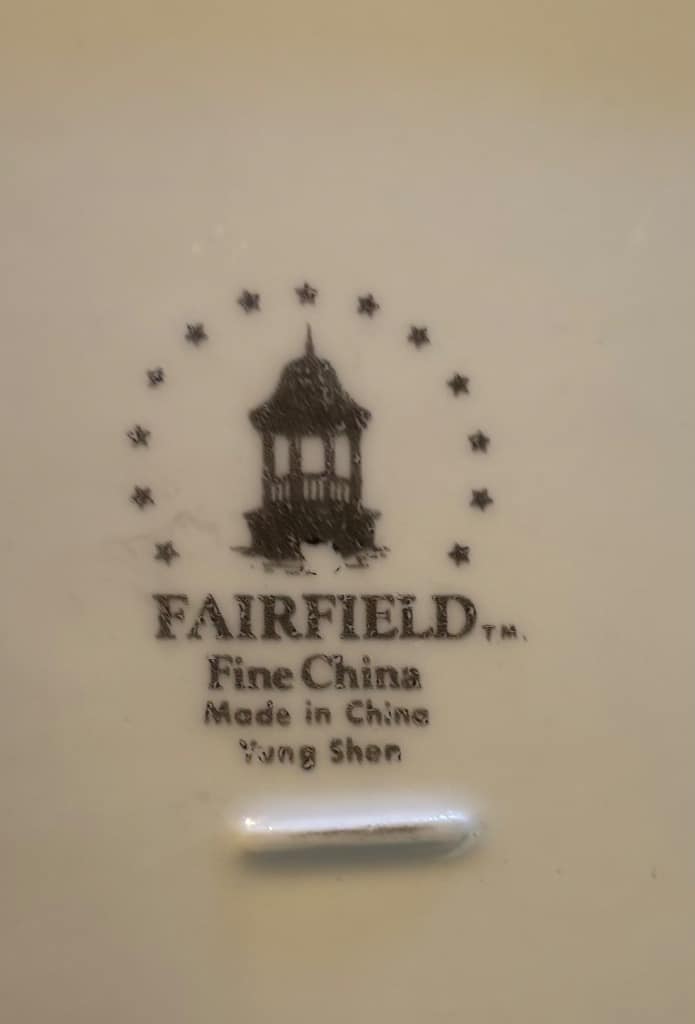 FAIRFIELD TM.
Fine China
Made in China
Yung Shen